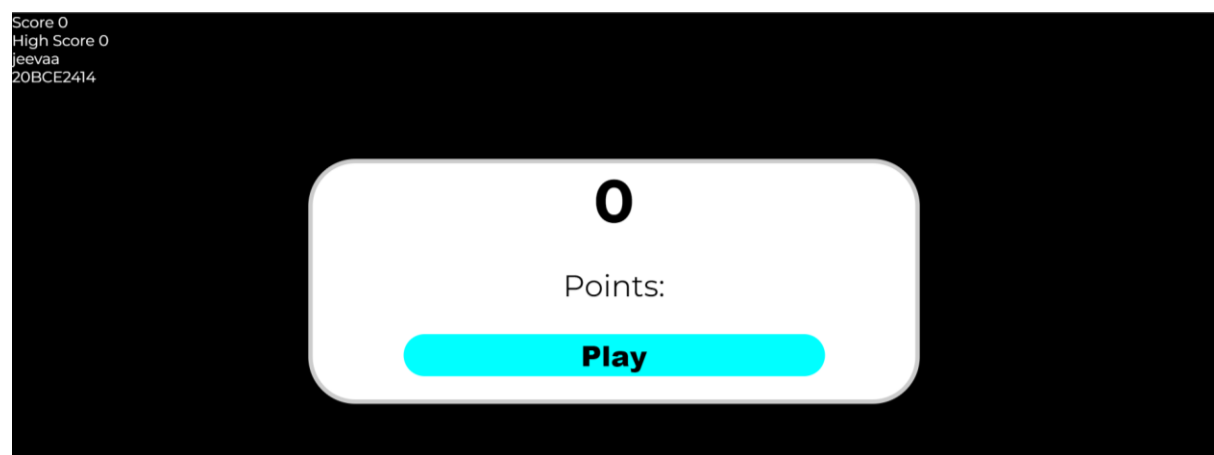 Score 0
High Score 0
jeevaa
20BCE2414
0
Points:
Play